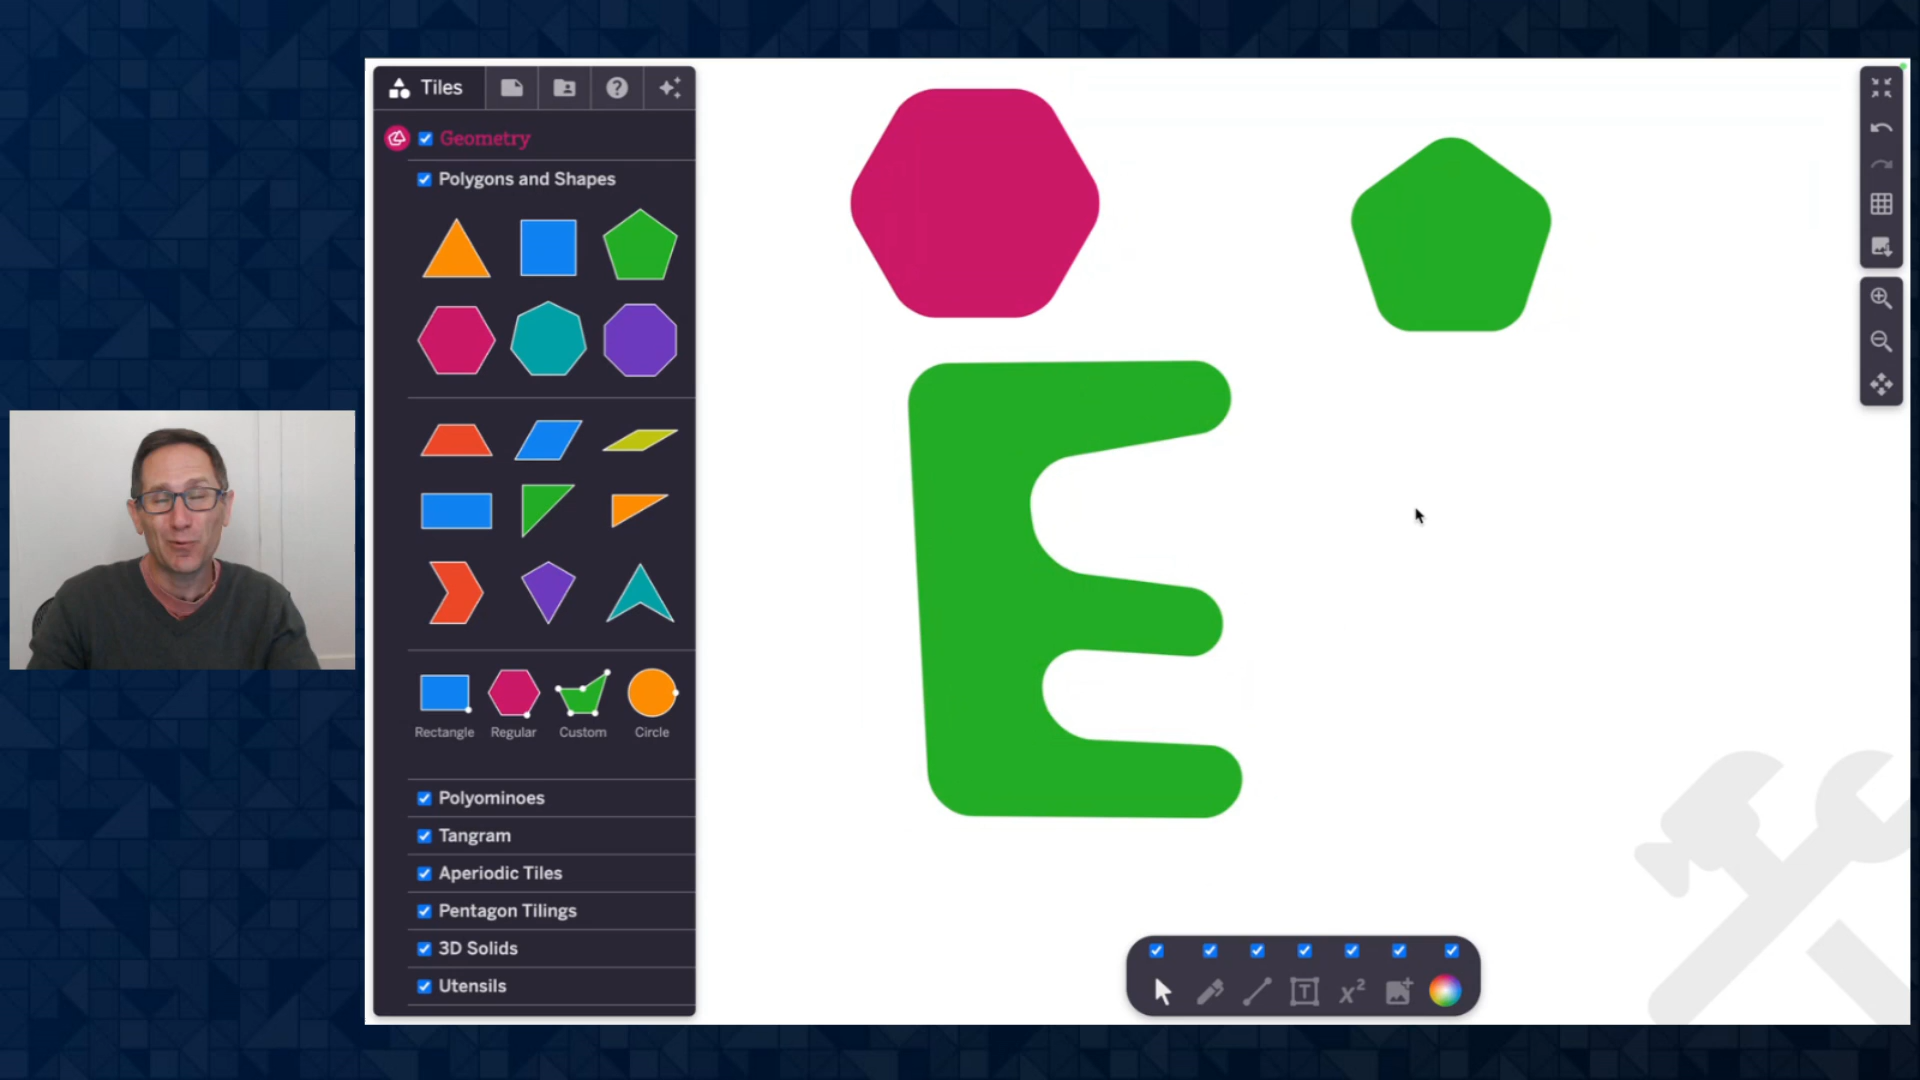 Tiles
Geometry
Polygons and Shapes
Rectangle
Regular
Custom
Circle
Polyominoes
Tangram
Aperiodic Tiles
Pentagon Tilings
3D Solids
Utensils
E
T
x²